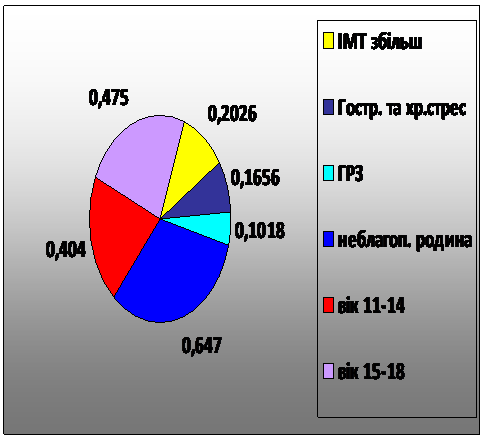 0,475
0,2026
0,1656
0,1018
0,404
0,647
ІМТ збільш
Гостр. та хр.стрес
ГРЗ
неблагоп. родина
вік 11-14
вік 15-18